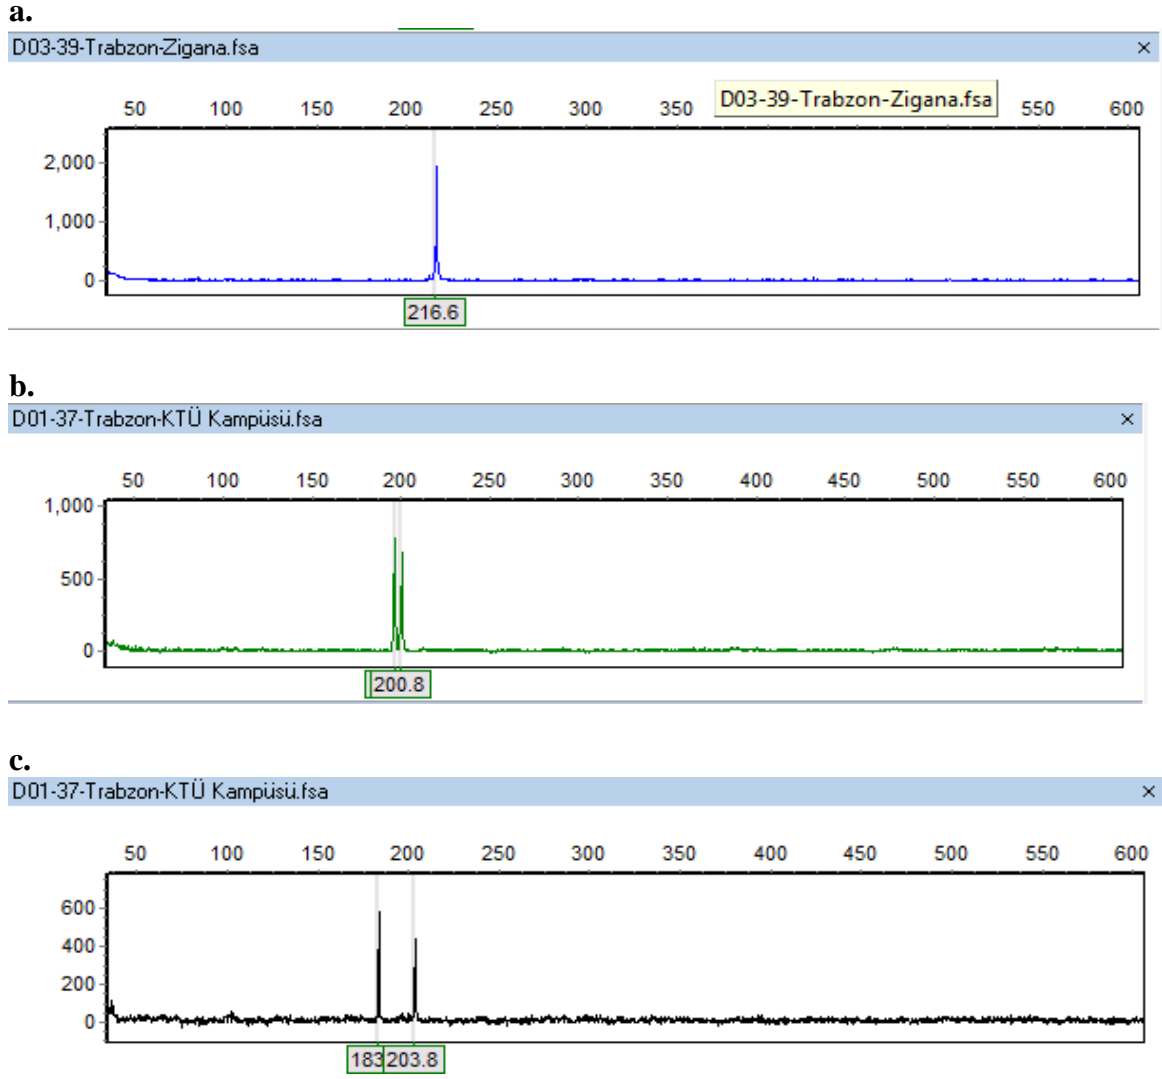 a.
D03-39-Trabzon-Zigana.fsa
50 100 150 200 250 300 350 D03-39-Trabzon-Zigana.fsa 550 600
2,000
1,000
0
216.6
b.
D01-37-Trabzon-KTÜ Kampüsü.fsa
50 100 150 200 250 300 350 400 450 500 550 600
1,000
500
0
200.8
c.
D01-37-Trabzon-KTÜ Kampüsü.fsa
50 100 150 200 250 300 350 400 450 500 550 600
600
400
200
0
183 203.8